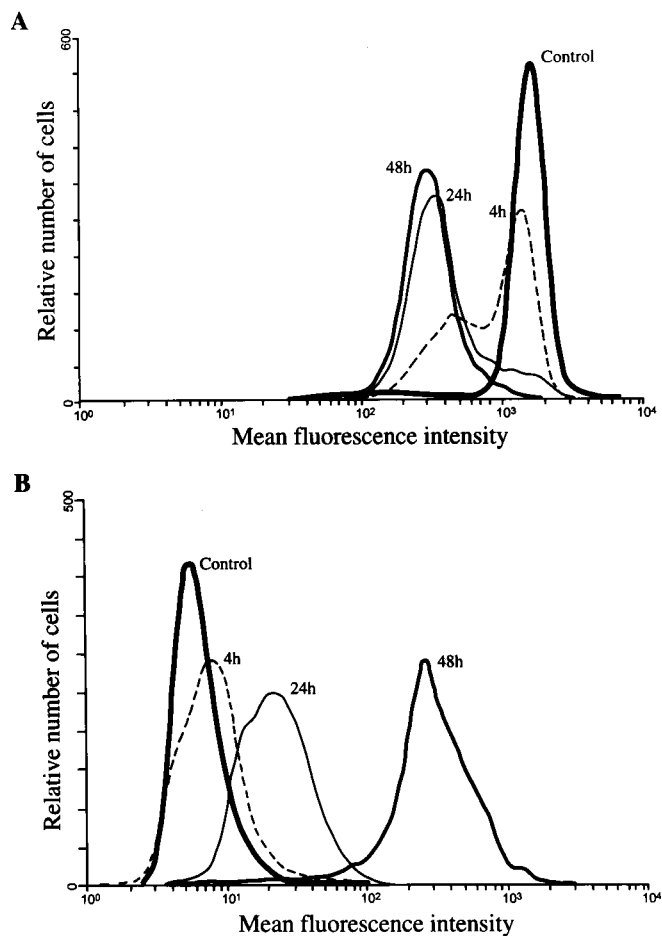 A
600
Relative number of cells
0
Control
48h
24h
4h
10⁰
10¹
10²
10³
10⁴
Mean fluorescence intensity
B
500
Relative number of cells
0
Control
4h
24h
48h
10⁰
10¹
10²
10³
10⁴
Mean fluorescence intensity